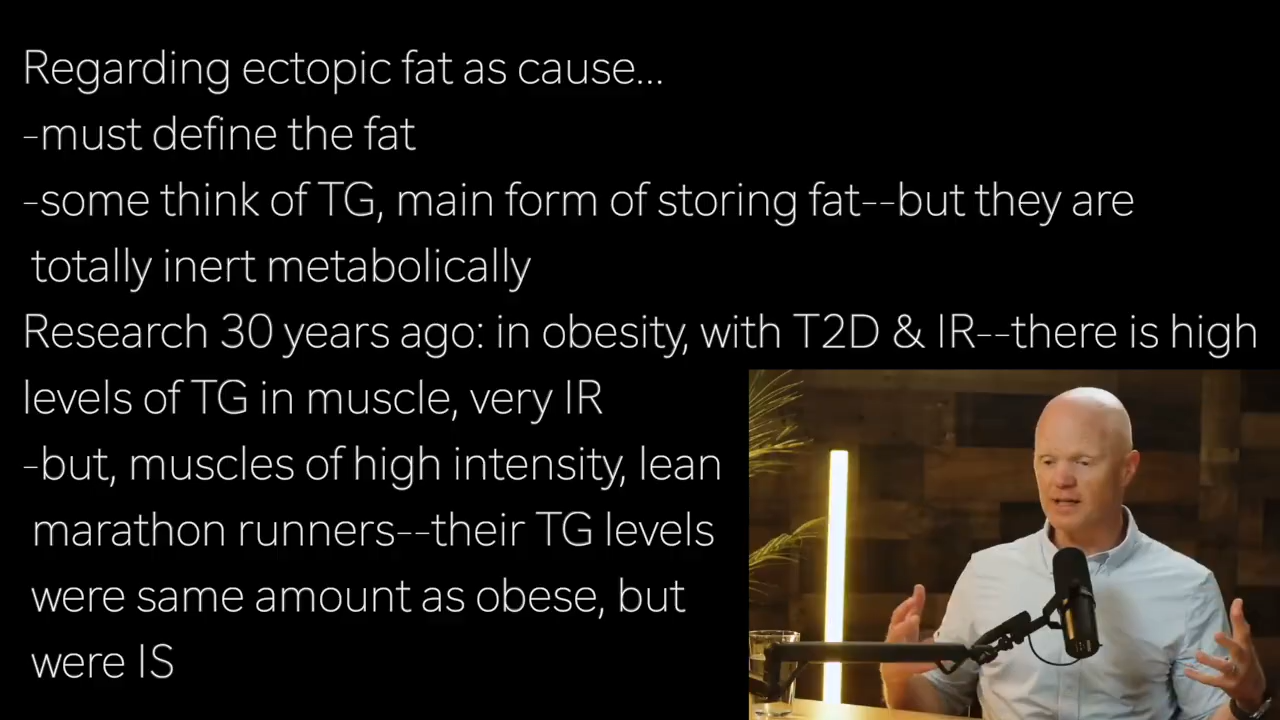 Regarding ectopic fat as cause...
-must define the fat
-some think of TG, main form of storing fat--but they are
totally inert metabolically
Research 30 years ago: in obesity, with T2D & IR--there is high
levels of TG in muscle, very IR
-but, muscles of high intensity, lean
marathon runners--their TG levels
were same amount as obese, but
were IS